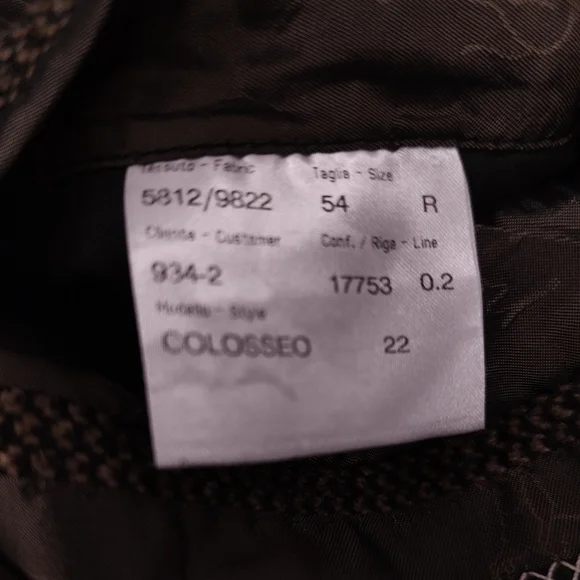 Tessuto - Fabric Taglia - Size
5812/9822 54 R
Cliente - Customer Conf. / Riga - Line
934-2 17753 0.2
Modello - Style
COLOSSEO 22